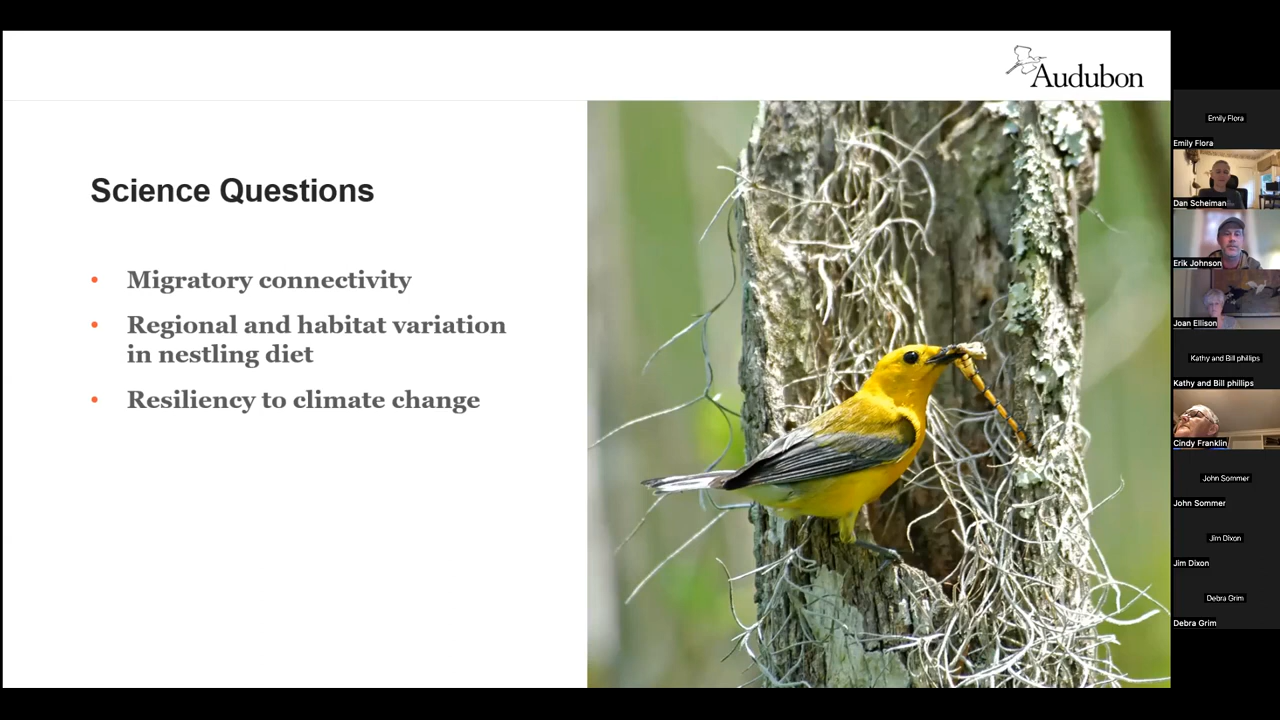 Audubon
Science Questions
• Migratory connectivity
• Regional and habitat variation
in nestling diet
• Resiliency to climate change
Emily Flora
Emily Flora
Dan Scheiman
Erik Johnson
Joan Ellison
Kathy and Bill phillips
Kathy and Bill phillips
Cindy Franklin
John Sommer
John Sommer
Jim Dixon
Jim Dixon
Debra Grim
Debra Grim